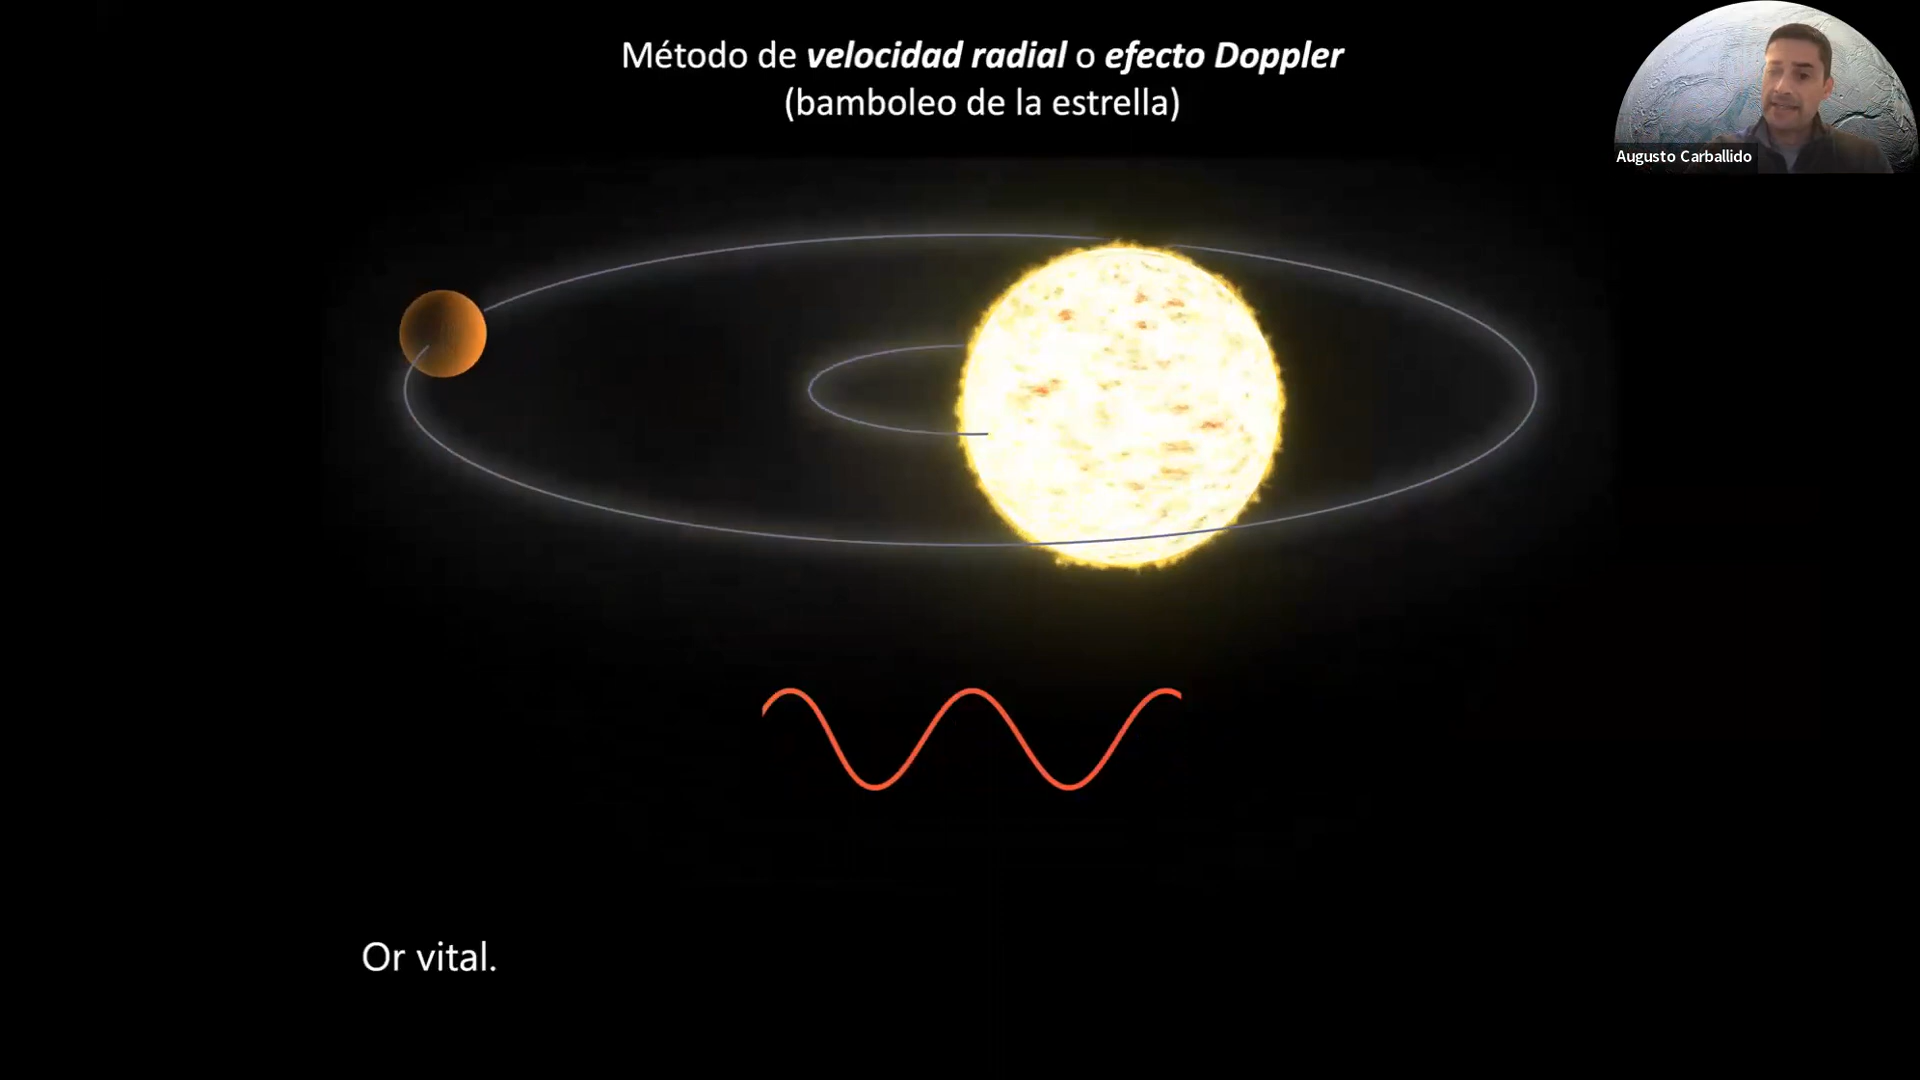 Método de velocidad radial o efecto Doppler
(bamboleo de la estrella)
Augusto Carballido
Or vital.